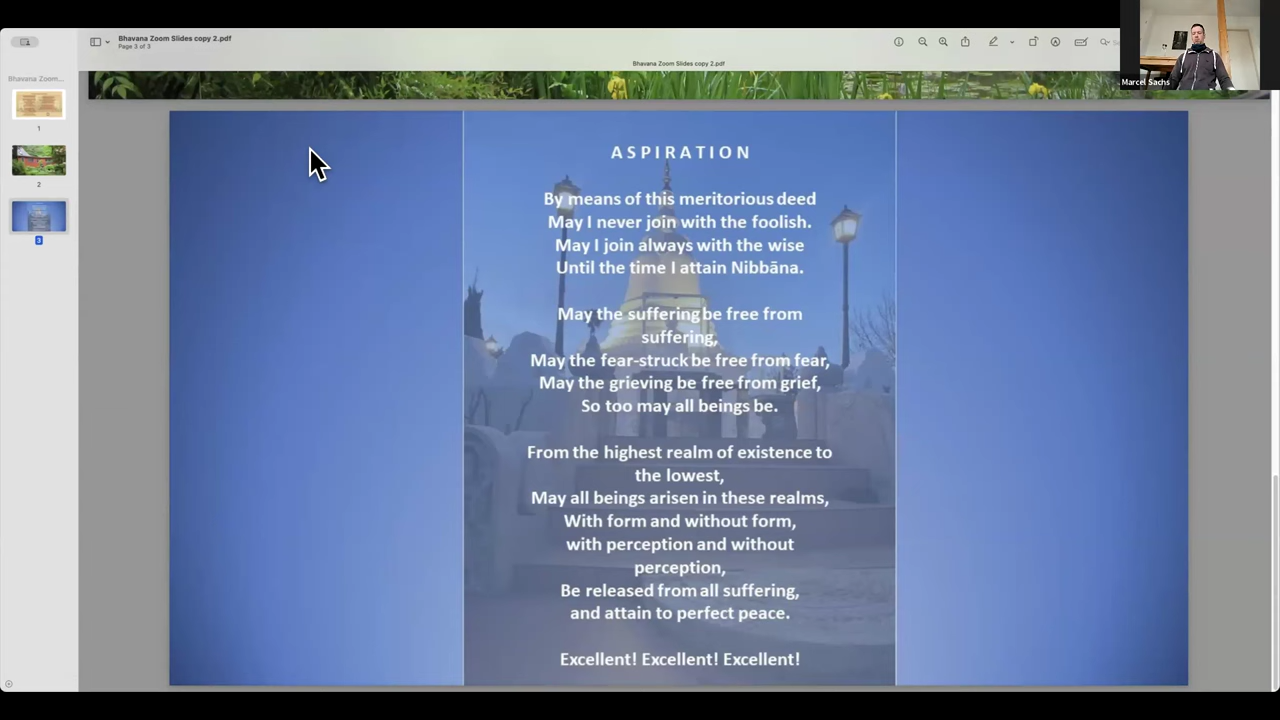 Bhavana Zoom Slides copy 2.pdf
Page 3 of 3
Bhavana Zoom Slides copy 2.pdf
Marcel Sachs
Bhavana Zoom...
1
2
3
ASPIRATION
By means of this meritorious deed
May I never join with the foolish.
May I join always with the wise
Until the time I attain Nibbāna.
May the suffering be free from
suffering,
May the fear-struck be free from fear,
May the grieving be free from grief,
So too may all beings be.
From the highest realm of existence to
the lowest,
May all beings arisen in these realms,
With form and without form,
with perception and without
perception,
Be released from all suffering,
and attain to perfect peace.
Excellent! Excellent! Excellent!